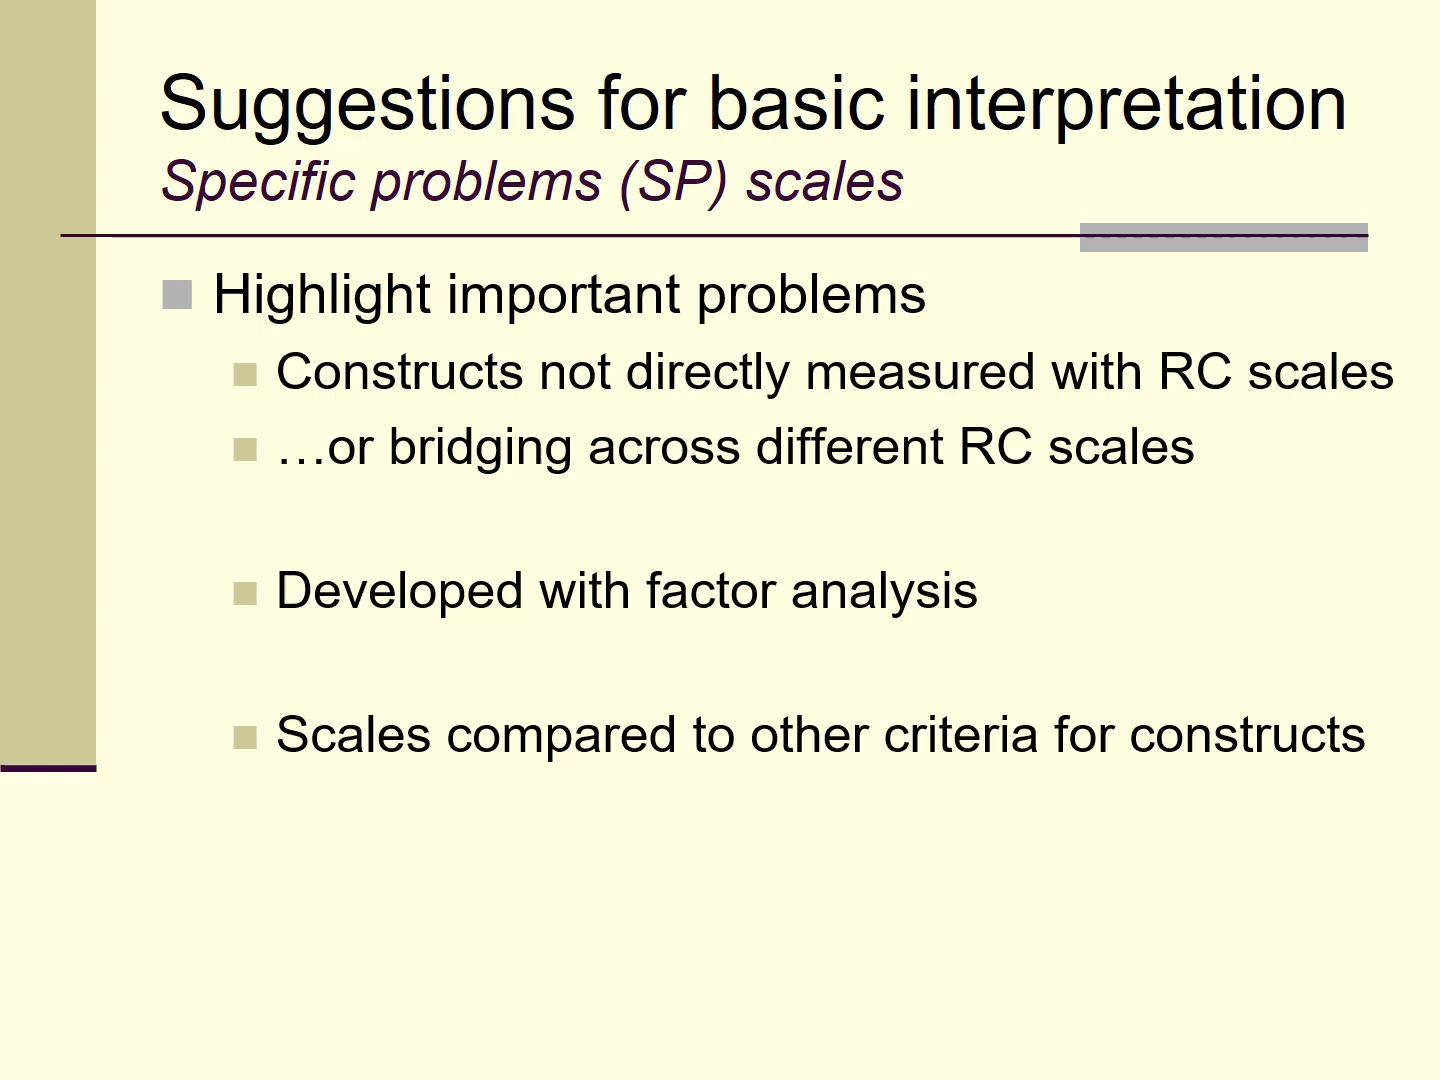 Suggestions for basic interpretation
Specific problems (SP) scales
Highlight important problems
Constructs not directly measured with RC scales
…or bridging across different RC scales
Developed with factor analysis
Scales compared to other criteria for constructs